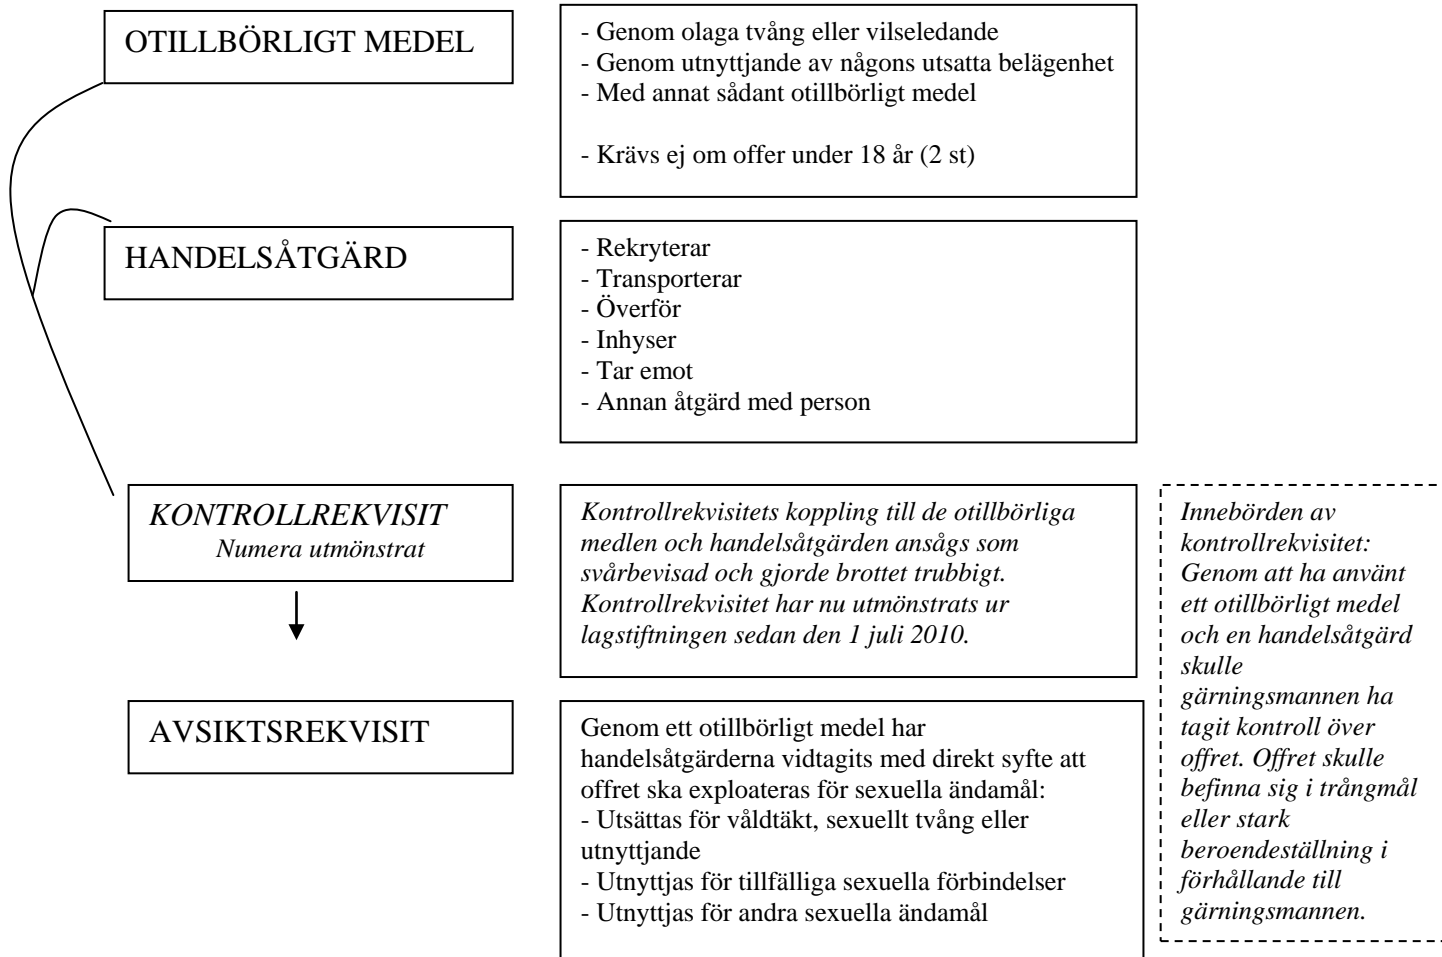 OTILLBÖRLIGT MEDEL
- Genom olaga tvång eller vilseledande
- Genom utnyttjande av någons utsatta belägenhet
- Med annat sådant otillbörligt medel
- Krävs ej om offer under 18 år (2 st)
HANDELSÅTGÄRD
- Rekryterar
- Transporterar
- Överför
- Inhyser
- Tar emot
- Annan åtgärd med person
KONTROLLREKVISIT
Numera utmönstrat
Kontrollrekvisitets koppling till de otillbörliga
medlen och handelsåtgärden ansågs som
svårbevisad och gjorde brottet trubbigt.
Kontrollrekvisitet har nu utmönstrats ur
lagstiftningen sedan den 1 juli 2010.
Innebörden av
kontrollrekvisitet:
Genom att ha använt
ett otillbörligt medel
och en handelsåtgärd
skulle
gärningsmannen ha
tagit kontroll över
offret. Offret skulle
befinna sig i trångmål
eller stark
beroendeställning i
förhållande till
gärningsmannen.
AVSIKTSREKVISIT
Genom ett otillbörligt medel har
handelsåtgärderna vidtagits med direkt syfte att
offret ska exploateras för sexuella ändamål:
- Utsättas för våldtäkt, sexuellt tvång eller
utnyttjande
- Utnyttjas för tillfälliga sexuella förbindelser
- Utnyttjas för andra sexuella ändamål